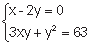 x - 2y = 0
3xy + y² = 63